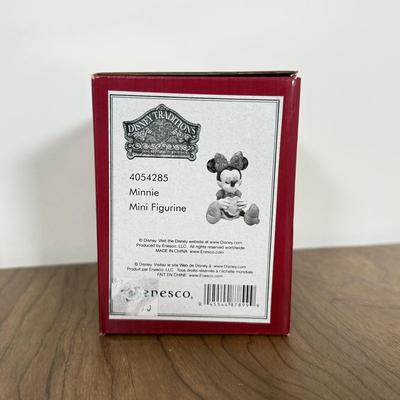 DISNEY TRADITIONS
4054285
Minnie
Mini Figurine
© Disney Visit the Disney website at www.Disney.com
Produced by Enesco, LLC. All rights reserved worldwide
MADE IN CHINA www.Enesco.com
© Disney Visitez le site Web de Disney à www.Disney.com
Produit par Enesco, LLC. Tous droits réservés à l'échelle mondiale
FAIT EN CHINE www.Enesco.com
enesco.